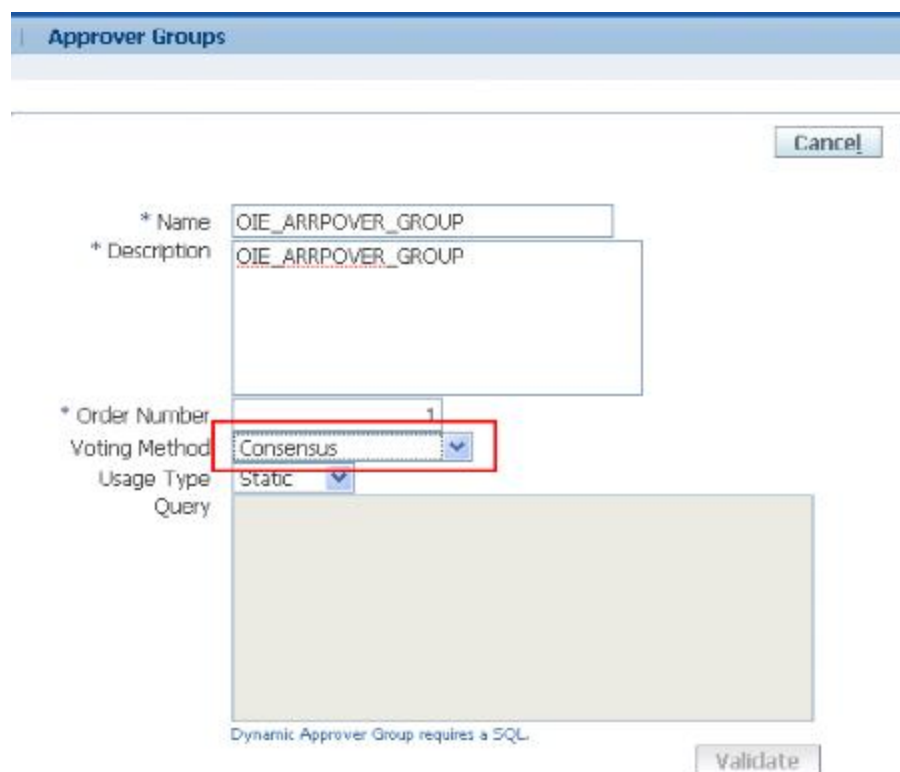 Approver Groups
Cancel
* Name OIE_ARRPOVER_GROUP
* Description OIE_ARRPOVER_GROUP
* Order Number 1
Voting Method Consensus
Usage Type Static
Query
Dynamic Approver Group requires a SQL.
Validate